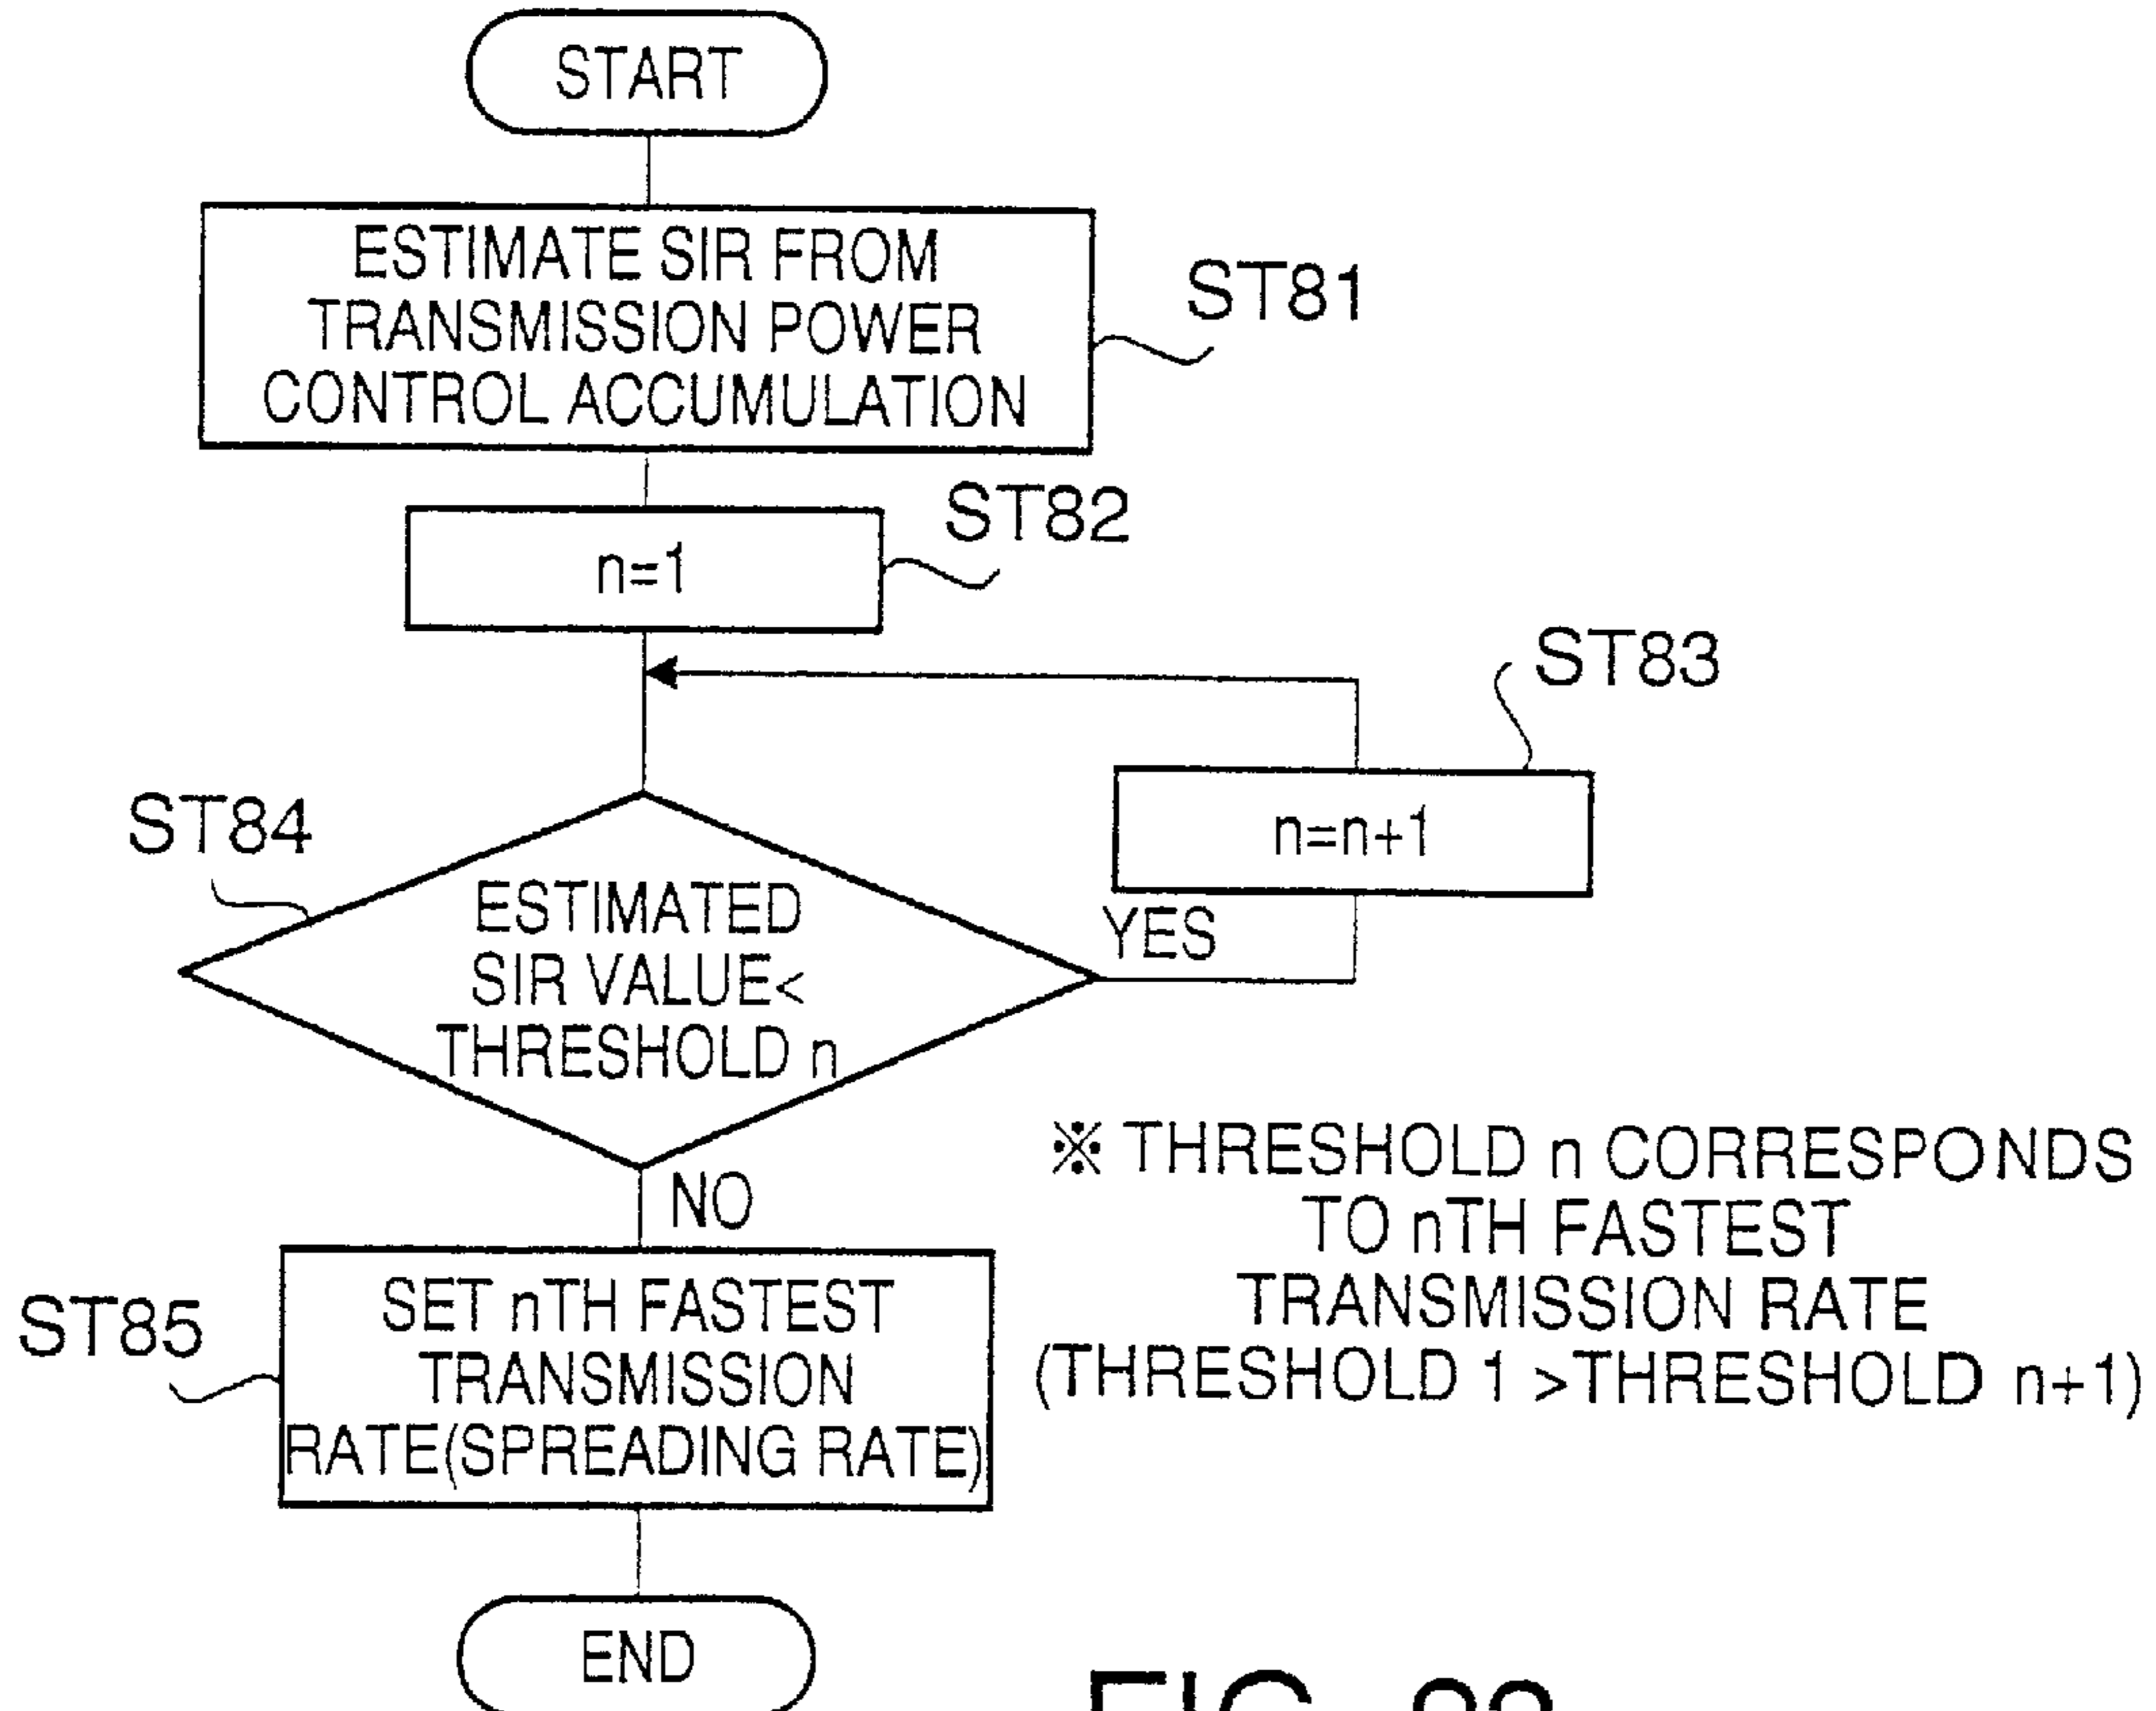 START
ESTIMATE SIR FROM
TRANSMISSION POWER
CONTROL ACCUMULATION
ST81
ST82
n=1
ST83
n=n+1
ST84
ESTIMATED
SIR VALUE<
THRESHOLD n
YES
NO
※ THRESHOLD n CORRESPONDS
TO nTH FASTEST
TRANSMISSION RATE
(THRESHOLD 1 >THRESHOLD n+1)
ST85
SET nTH FASTEST
TRANSMISSION
RATE(SPREADING RATE)
END
FIG.